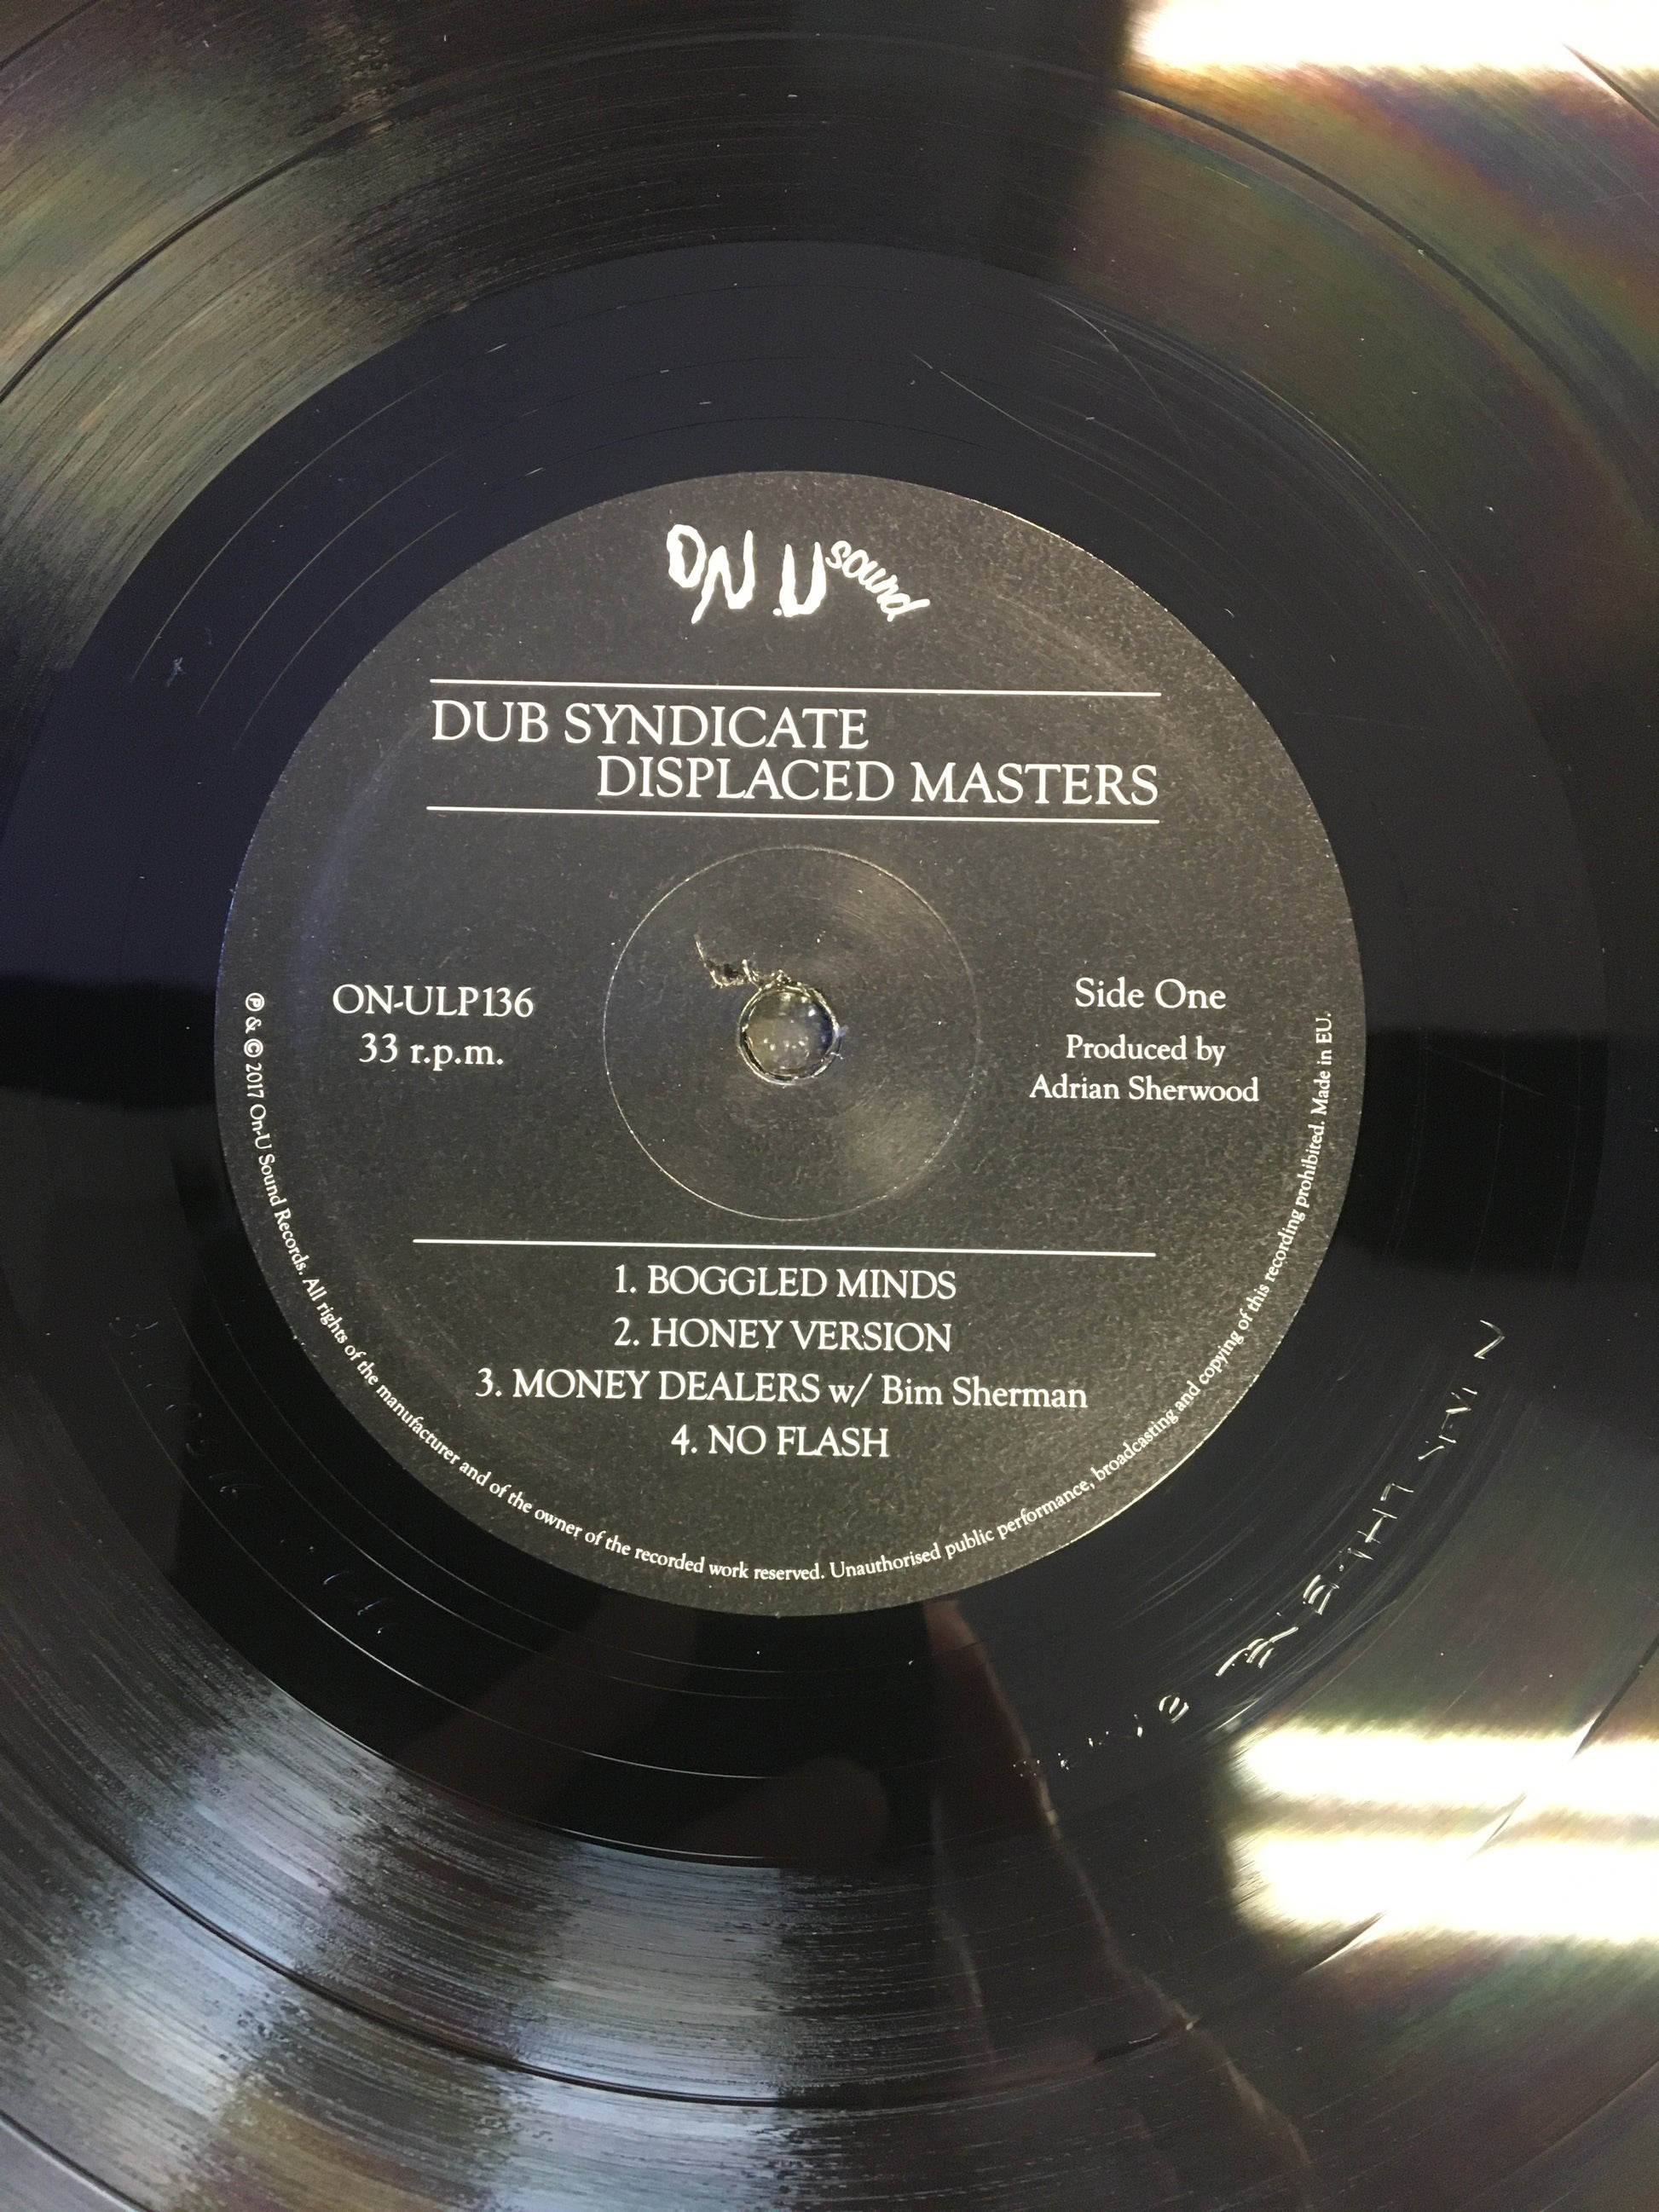 ON.U sound
DUB SYNDICATE
DISPLACED MASTERS
ON-ULP136
33 r.p.m.
Side One
Produced by
Adrian Sherwood
1. BOGGLED MINDS
2. HONEY VERSION
3. MONEY DEALERS w/ Bim Sherman
4. NO FLASH
℗ & © 2017 On-U Sound Records. All rights of the manufacturer and of the owner of the recorded work reserved. Unauthorised public performance, broadcasting and copying of this recording prohibited. Made in EU.